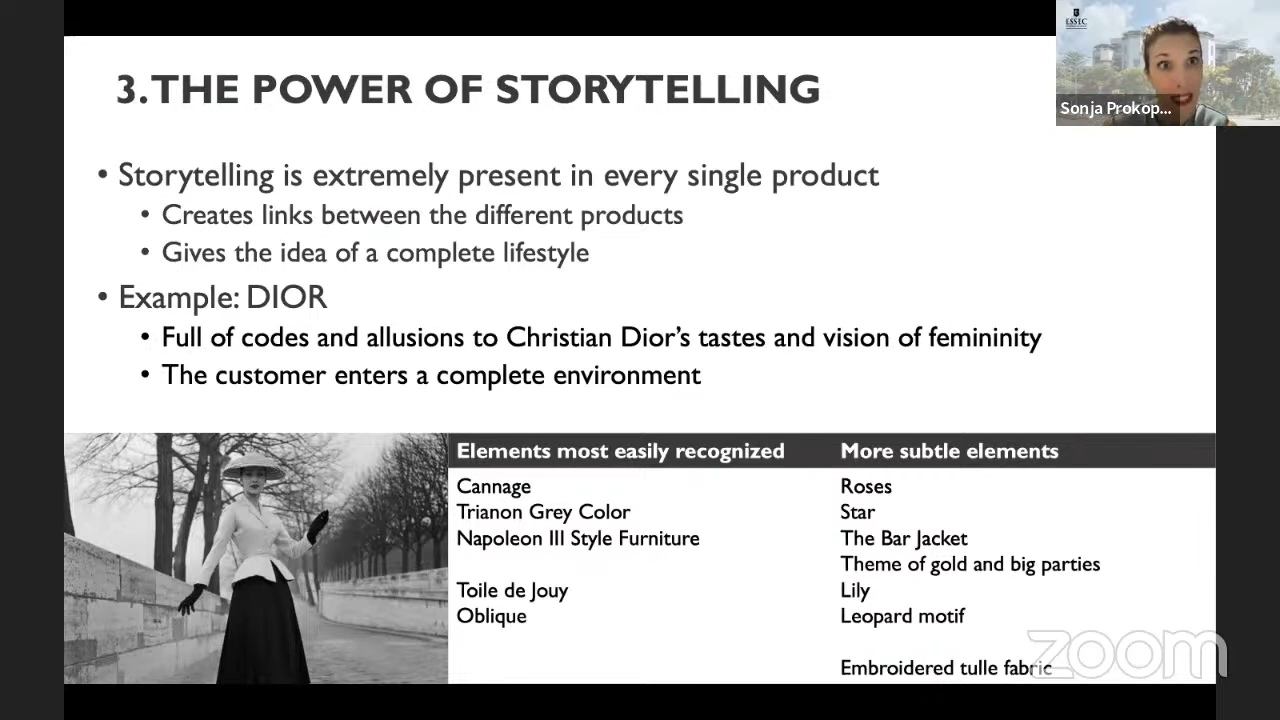 3. THE POWER OF STORYTELLING
ESSEC
Sonja Prokop...
• Storytelling is extremely present in every single product
• Creates links between the different products
• Gives the idea of a complete lifestyle
• Example: DIOR
• Full of codes and allusions to Christian Dior's tastes and vision of femininity
• The customer enters a complete environment
Elements most easily recognized
Cannage
Trianon Grey Color
Napoleon III Style Furniture
Toile de Jouy
Oblique
More subtle elements
Roses
Star
The Bar Jacket
Theme of gold and big parties
Lily
Leopard motif
Embroidered tulle fabric
zoom